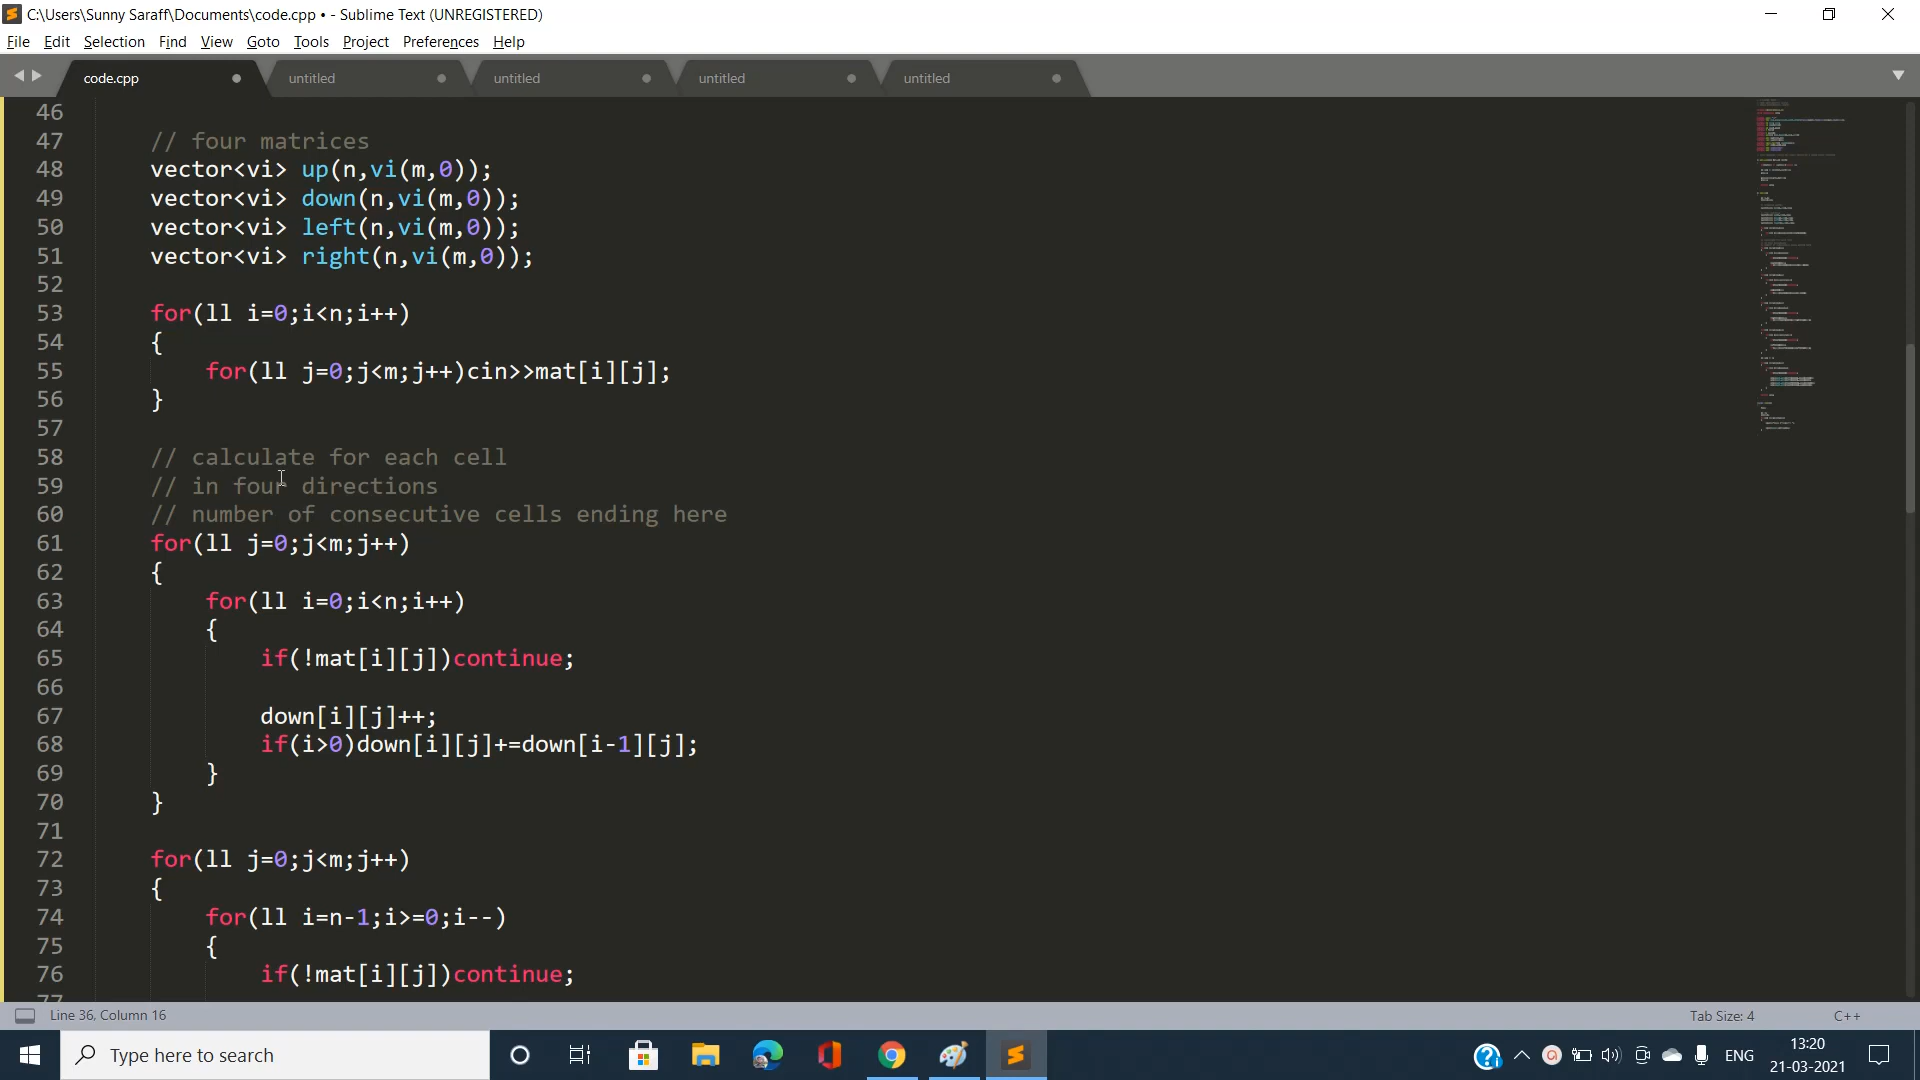 C:\Users\Sunny Saraff\Documents\code.cpp • - Sublime Text (UNREGISTERED)
File Edit Selection Find View Goto Tools Project Preferences Help
code.cpp untitled untitled untitled untitled
46
47 // four matrices
48 vector<vi> up(n,vi(m,0));
49 vector<vi> down(n,vi(m,0));
50 vector<vi> left(n,vi(m,0));
51 vector<vi> right(n,vi(m,0));
52
53 for(ll i=0;i<n;i++)
54 {
55 for(ll j=0;j<m;j++)cin>>mat[i][j];
56 }
57
58 // calculate for each cell
59 // in four directions
60 // number of consecutive cells ending here
61 for(ll j=0;j<m;j++)
62 {
63 for(ll i=0;i<n;i++)
64 {
65 if(!mat[i][j])continue;
66
67 down[i][j]++;
68 if(i>0)down[i][j]+=down[i-1][j];
69 }
70 }
71
72 for(ll j=0;j<m;j++)
73 {
74 for(ll i=n-1;i>=0;i--)
75 {
76 if(!mat[i][j])continue;
77
Line 36, Column 16 Tab Size: 4 C++
Type here to search ENG 13:20
21-03-2021